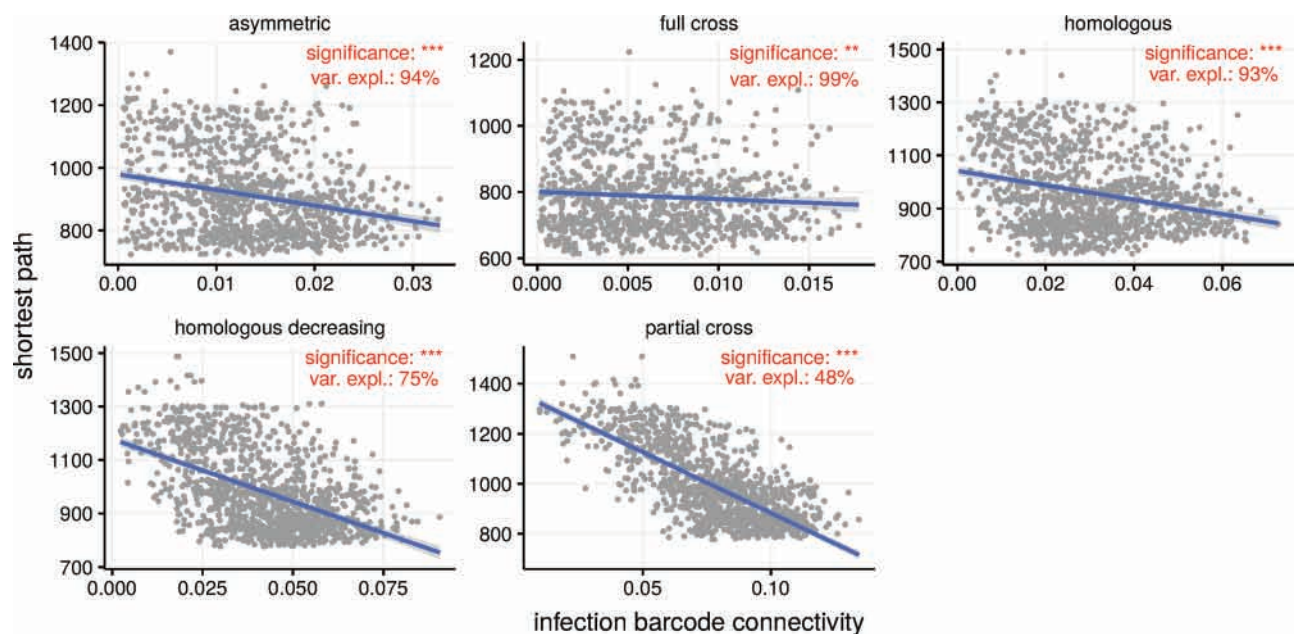 asymmetric
significance: ***
var. expl.: 94%
1400
1200
1000
800
0.00 0.01 0.02 0.03
full cross
significance: **
var. expl.: 99%
1200
1000
800
600
0.000 0.005 0.010 0.015
homologous
significance: ***
var. expl.: 93%
1500
1300
1100
900
700
0.00 0.02 0.04 0.06
shortest path
homologous decreasing
significance: ***
var. expl.: 75%
1500
1300
1100
900
700
0.000 0.025 0.050 0.075
partial cross
significance: ***
var. expl.: 48%
1400
1200
1000
800
0.05 0.10
infection barcode connectivity